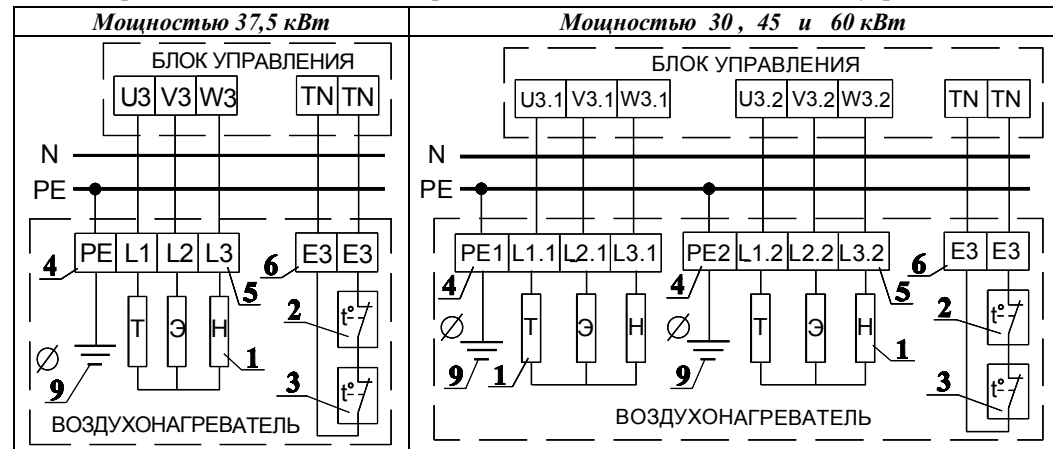 Мощностью 37,5 кВт
БЛОК УПРАВЛЕНИЯ
U3 V3 W3 TN TN
N
PE
PE L1 L2 L3 E3 E3
4 5 6
2
t°
Т Э Н
1
9
3
t°
ВОЗДУХОНАГРЕВАТЕЛЬ
Мощностью 30 , 45 и 60 кВт
БЛОК УПРАВЛЕНИЯ
U3.1 V3.1 W3.1 U3.2 V3.2 W3.2 TN TN
N
PE
PE1 L1.1 L2.1 L3.1 PE2 L1.2 L2.2 L3.2 E3 E3
4 4 5 6
2
t°
Т Э Н Т Э Н
9 1 9 1
3
t°
ВОЗДУХОНАГРЕВАТЕЛЬ